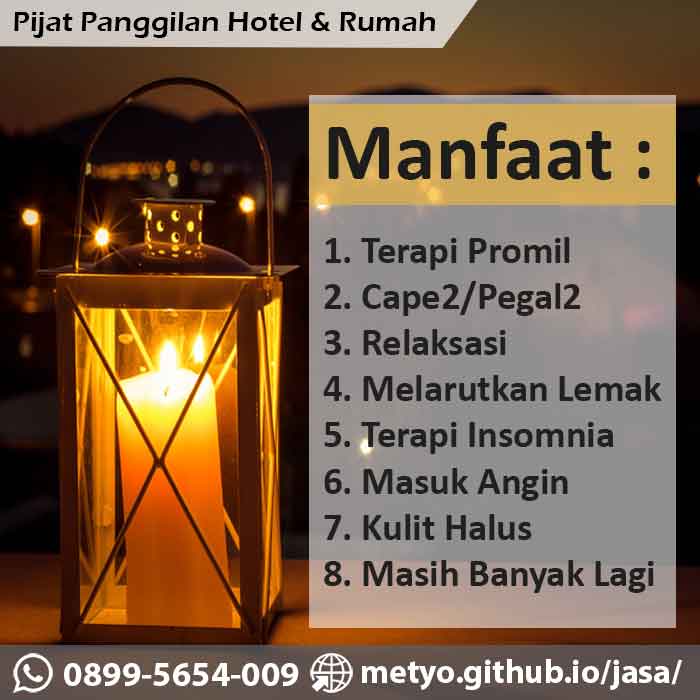 Pijat Panggilan Hotel & Rumah
Manfaat :
1. Terapi Promil
2. Cape2/Pegal2
3. Relaksasi
4. Melarutkan Lemak
5. Terapi Insomnia
6. Masuk Angin
7. Kulit Halus
8. Masih Banyak Lagi
0899-5654-009 metyo.github.io/jasa/